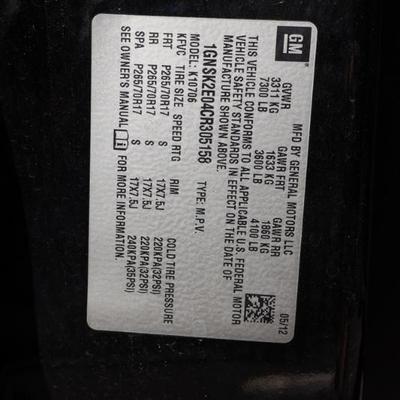 GM
MFD BY GENERAL MOTORS LLC
05/12
GVWR GAWR FRT GAWR RR
3311 KG 1633 KG 1860 KG
7300 LB 3600 LB 4100 LB
THIS VEHICLE CONFORMS TO ALL APPLICABLE U.S. FEDERAL MOTOR
VEHICLE SAFETY STANDARDS IN EFFECT ON THE DATE OF
MANUFACTURE SHOWN ABOVE.
1GNSK2E04CR305158 TYPE: M.P.V.
MODEL: K10706
KFVC TIRE SIZE SPEED RTG RIM COLD TIRE PRESSURE
FRT P265/70R17 S 17X7.5J 220KPA(32PSI)
RR P265/70R17 S 17X7.5J 220KPA(32PSI)
SPA P265/70R17 S 17X7.5J 240KPA(35PSI)
SEE OWNER'S MANUAL FOR MORE INFORMATION.